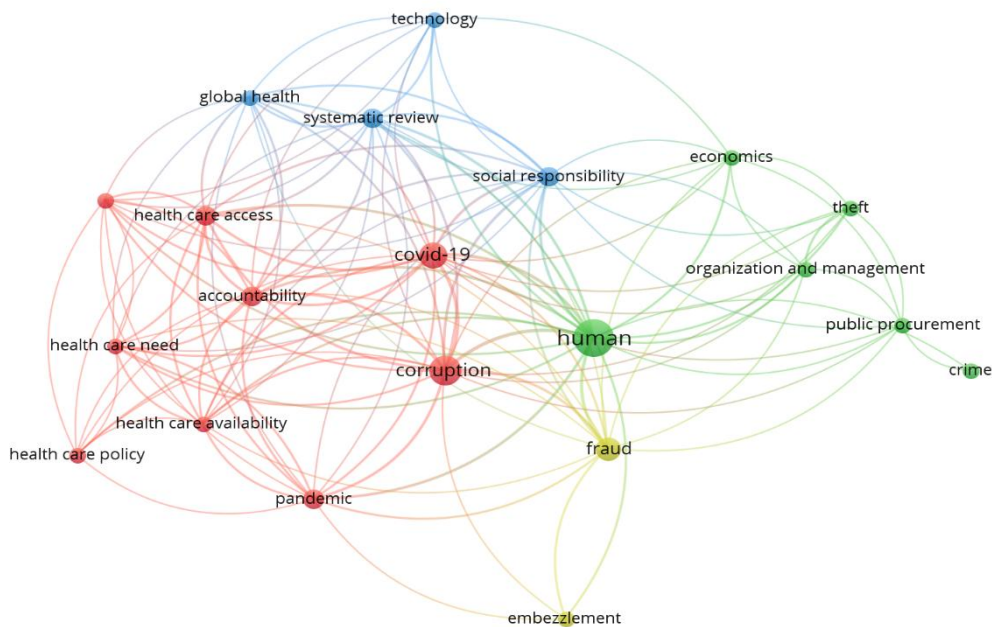 technology
global health
systematic review
economics
social responsibility
theft
health care access
covid-19
organization and management
accountability
public procurement
human
health care need
corruption
crime
health care availability
fraud
health care policy
pandemic
embezzlement